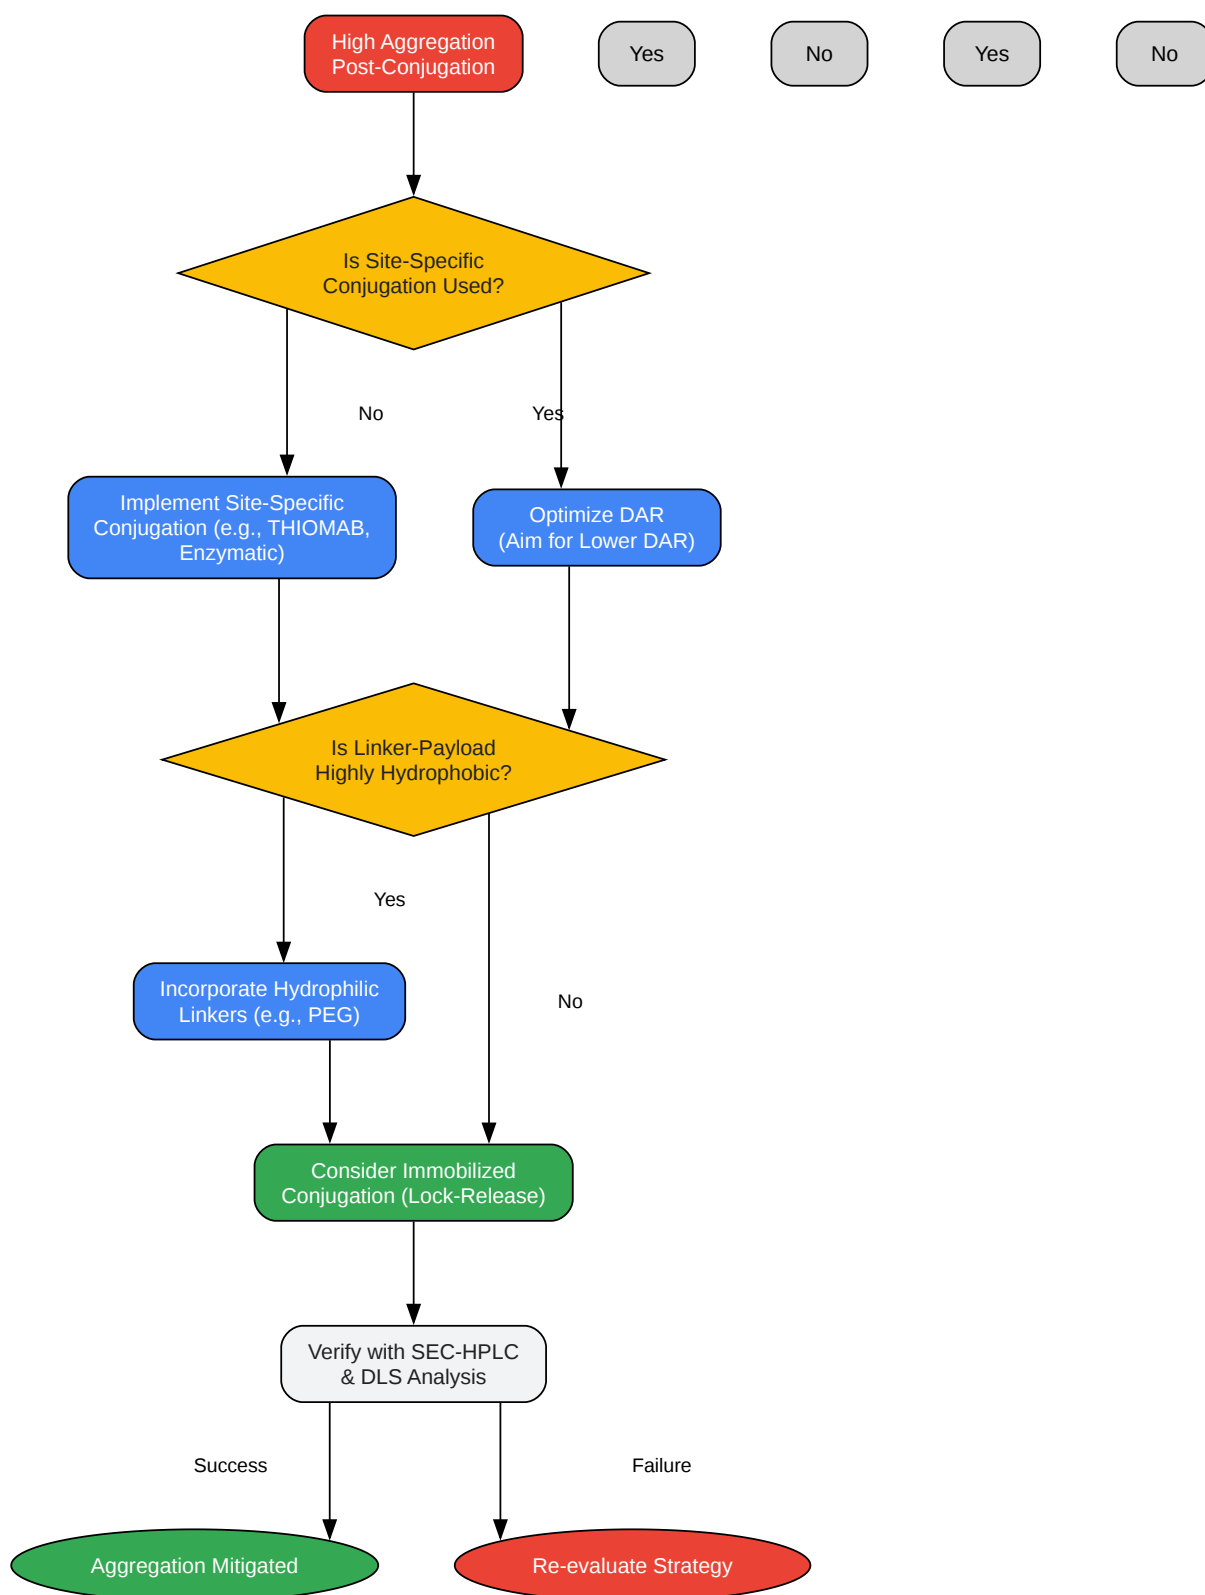 High Aggregation
Post-Conjugation
Yes
No
Yes
No
Is Site-Specific
Conjugation Used?
No
Yes
Implement Site-Specific
Conjugation (e.g., THIOMAB,
Enzymatic)
Optimize DAR
(Aim for Lower DAR)
Is Linker-Payload
Highly Hydrophobic?
Yes
Incorporate Hydrophilic
Linkers (e.g., PEG)
No
Consider Immobilized
Conjugation (Lock-Release)
Verify with SEC-HPLC
& DLS Analysis
Success
Failure
Aggregation Mitigated
Re-evaluate Strategy